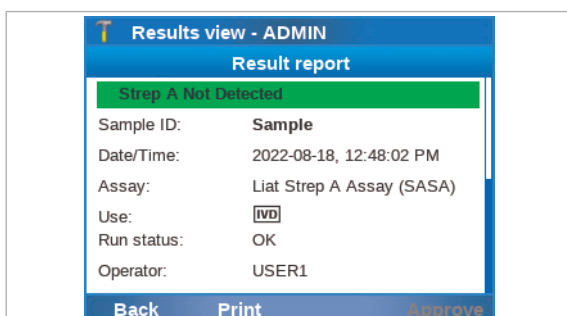 Results view - ADMIN
Result report
Strep A Not Detected
Sample ID: Sample
Date/Time: 2022-08-18, 12:48:02 PM
Assay: Liat Strep A Assay (SASA)
Use: IVD
Run status: OK
Operator: USER1
Back Print Approve